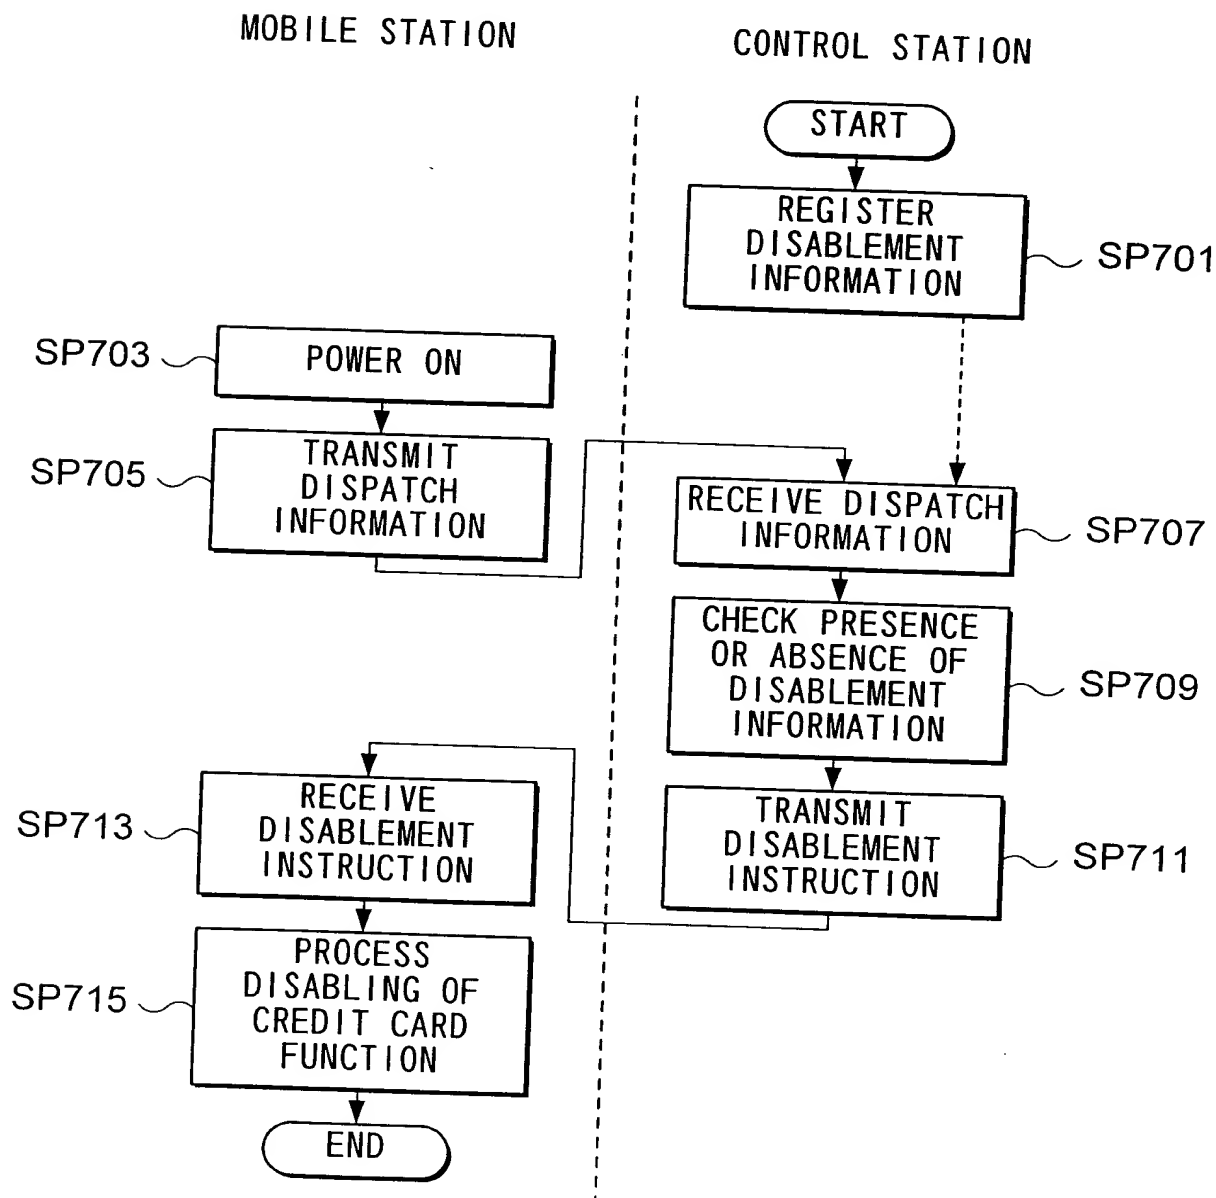 MOBILE STATION
CONTROL STATION
START
REGISTER
DISABLEMENT
INFORMATION
SP701
SP703
POWER ON
SP705
TRANSMIT
DISPATCH
INFORMATION
RECEIVE DISPATCH
INFORMATION
SP707
CHECK PRESENCE
OR ABSENCE OF
DISABLEMENT
INFORMATION
SP709
TRANSMIT
DISABLEMENT
INSTRUCTION
SP711
SP713
RECEIVE
DISABLEMENT
INSTRUCTION
SP715
PROCESS
DISABLING OF
CREDIT CARD
FUNCTION
END